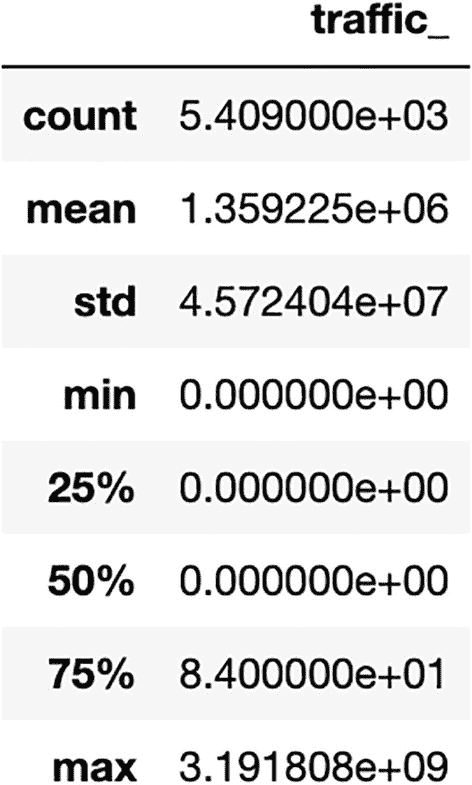 traffic_
count 5.409000e+03
mean 1.359225e+06
std 4.572404e+07
min 0.000000e+00
25% 0.000000e+00
50% 0.000000e+00
75% 8.400000e+01
max 3.191808e+09